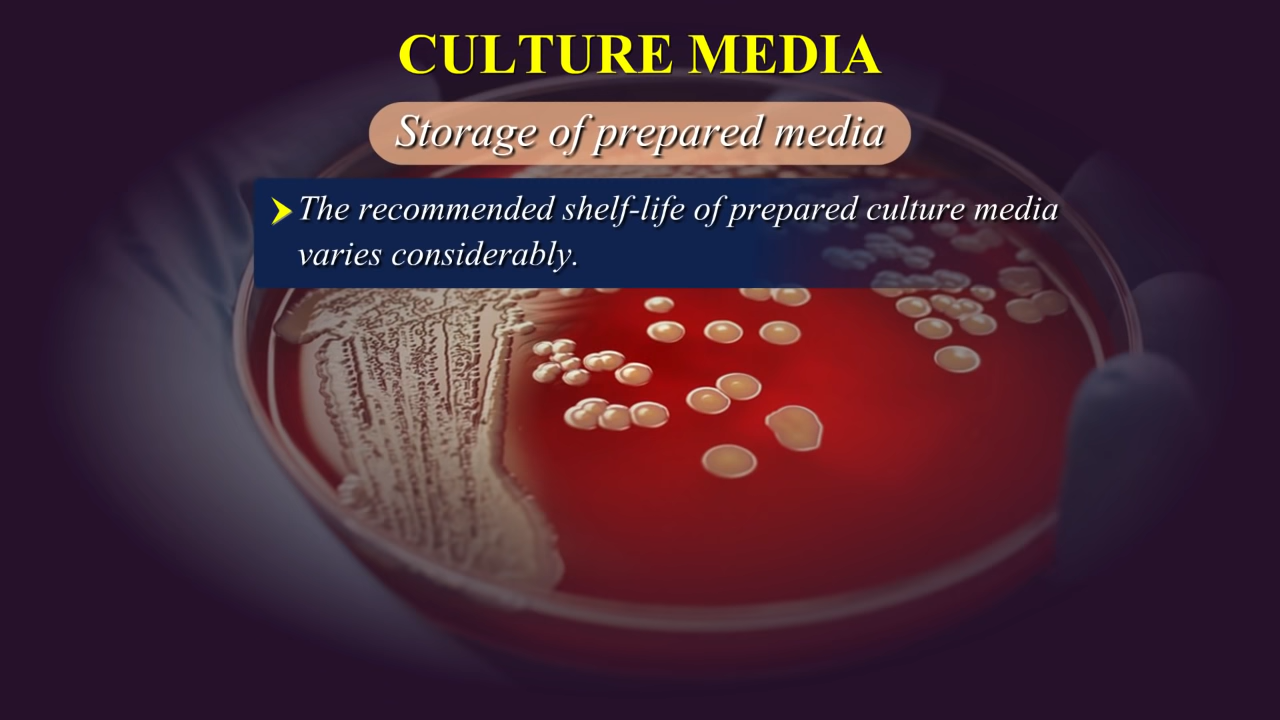 CULTURE MEDIA
Storage of prepared media
The recommended shelf-life of prepared culture media
varies considerably.